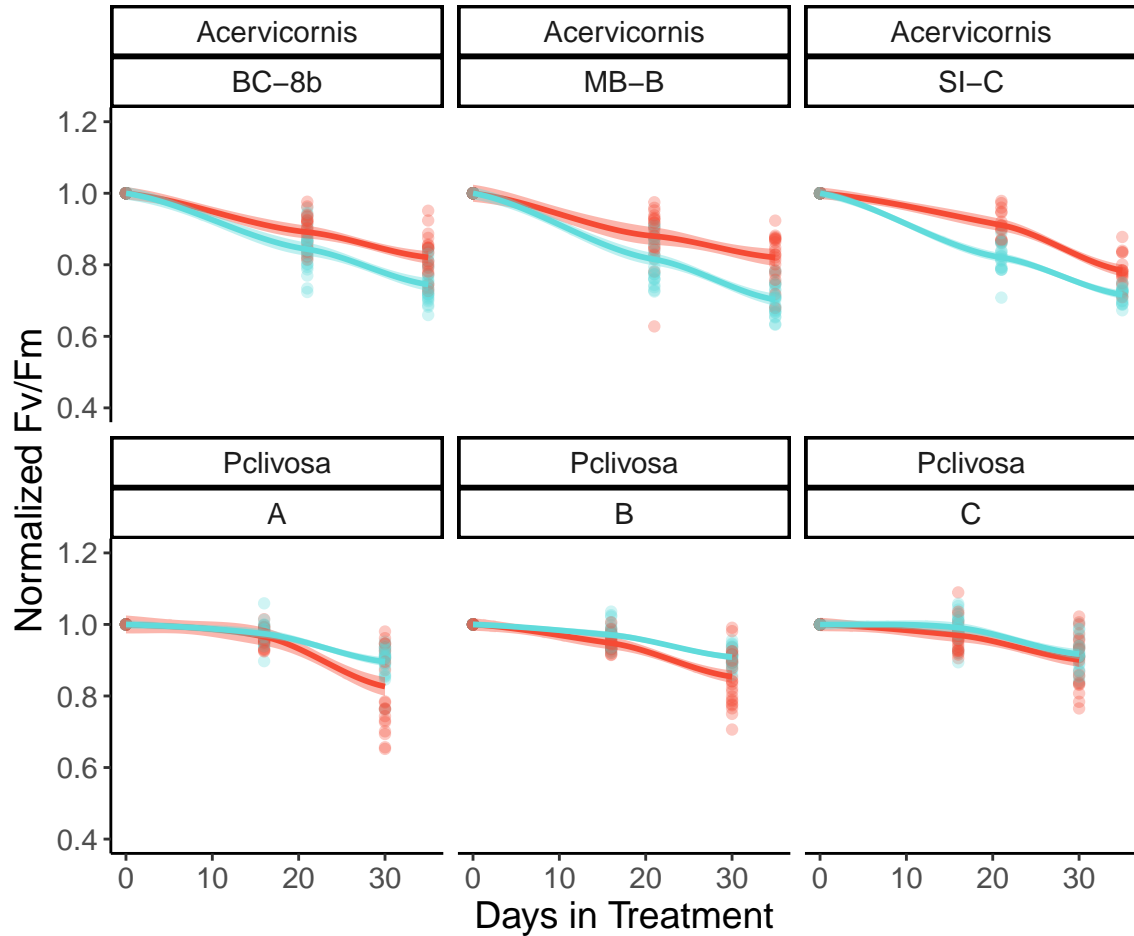 Acervicornis Acervicornis Acervicornis
BC−8b MB−B SI−C
1.2
1.0
0.8
0.6
0.4
Pclivosa Pclivosa Pclivosa
A B C
1.2
1.0
0.8
0.6
0.4
0 10 20 30 0 10 20 30 0 10 20 30
Days in Treatment
Normalized Fv/Fm